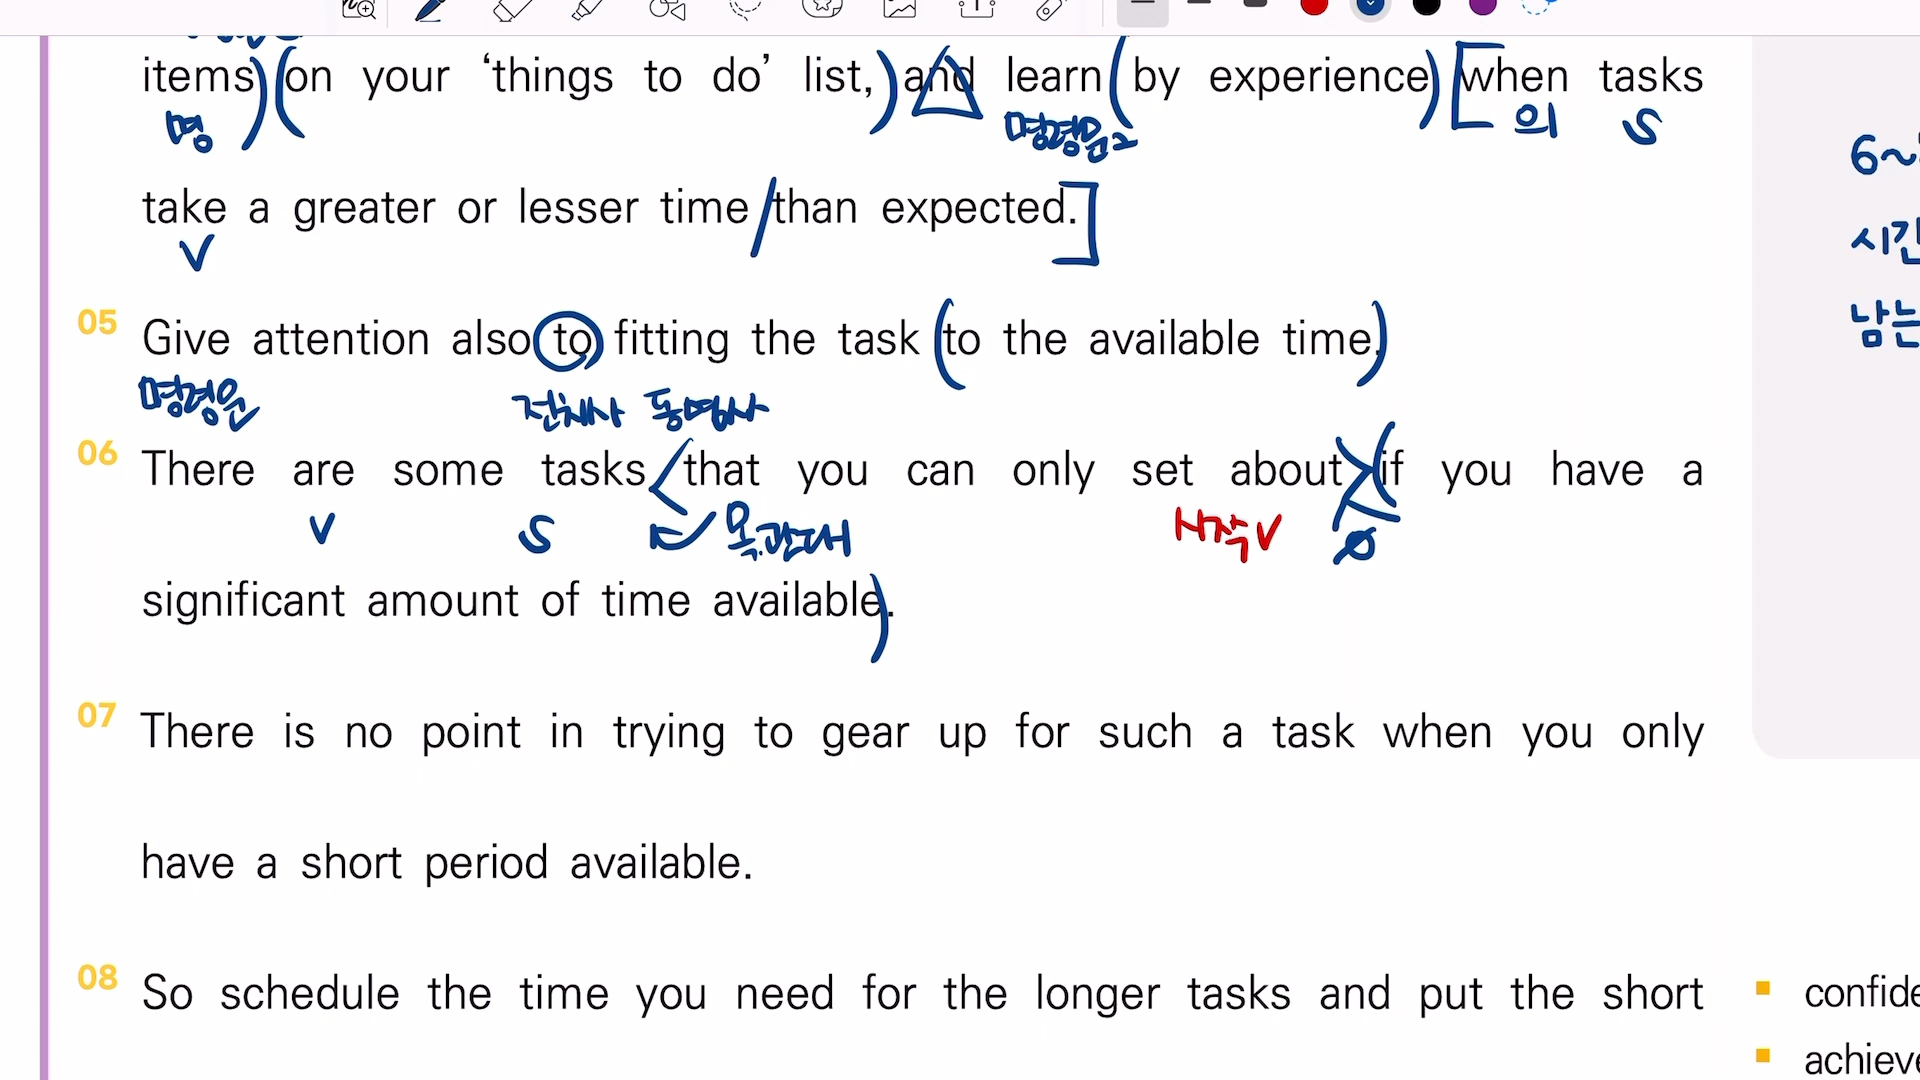 items) (on your ‘things to do’ list,) and learn (by experience) [when tasks
명 명령문2 의 S
6~
take a greater or lesser time / than expected.]
V
시간
05 Give attention also to fitting the task (to the available time.)
남는
명령문 전치사 동명사
06 There are some tasks <that you can only set about> (if you have a
V S 목.관대 시작V ø
significant amount of time available).
07 There is no point in trying to gear up for such a task when you only
have a short period available.
08 So schedule the time you need for the longer tasks and put the short